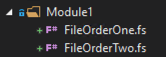 Module1
+ F# FileOrderOne.fs
+ F# FileOrderTwo.fs